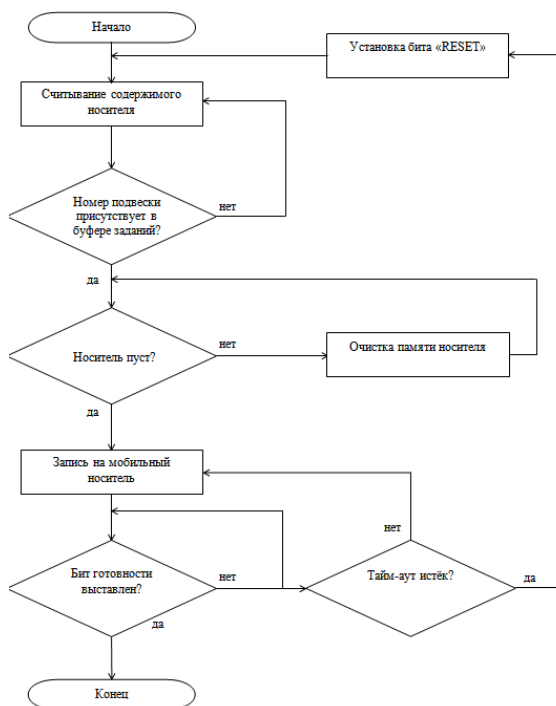 Начало
Установка бита «RESET»
Считывание содержимого
носителя
Номер подвески
присутствует в
буфере заданий?
нет
да
Носитель пуст?
нет
Очистка памяти носителя
да
Запись на мобильный
носитель
нет
Бит готовности
выставлен?
нет
Тайм-аут истёк?
да
да
Конец